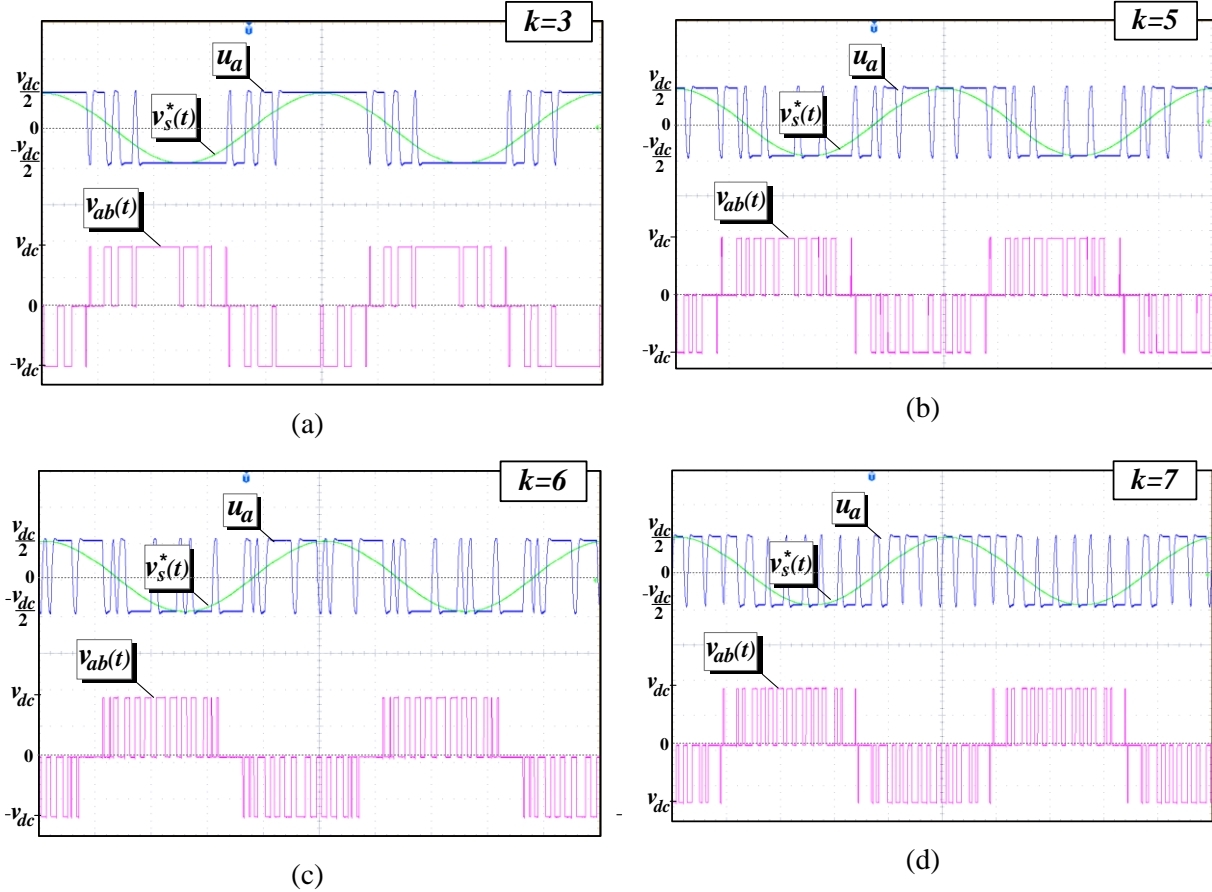 k=3
u_a
v_dc
2
v_s^*(t)
0
-v_dc
2
v_ab(t)
v_dc
0
-v_dc
(a)
k=5
u_a
v_dc
2
v_s^*(t)
0
-v_dc
2
v_ab(t)
v_dc
0
-v_dc
(b)
k=6
u_a
v_dc
2
v_s^*(t)
0
-v_dc
2
v_ab(t)
v_dc
0
-v_dc
(c)
k=7
u_a
v_dc
2
v_s^*(t)
0
-v_dc
2
v_ab(t)
v_dc
0
- v_dc
(d)